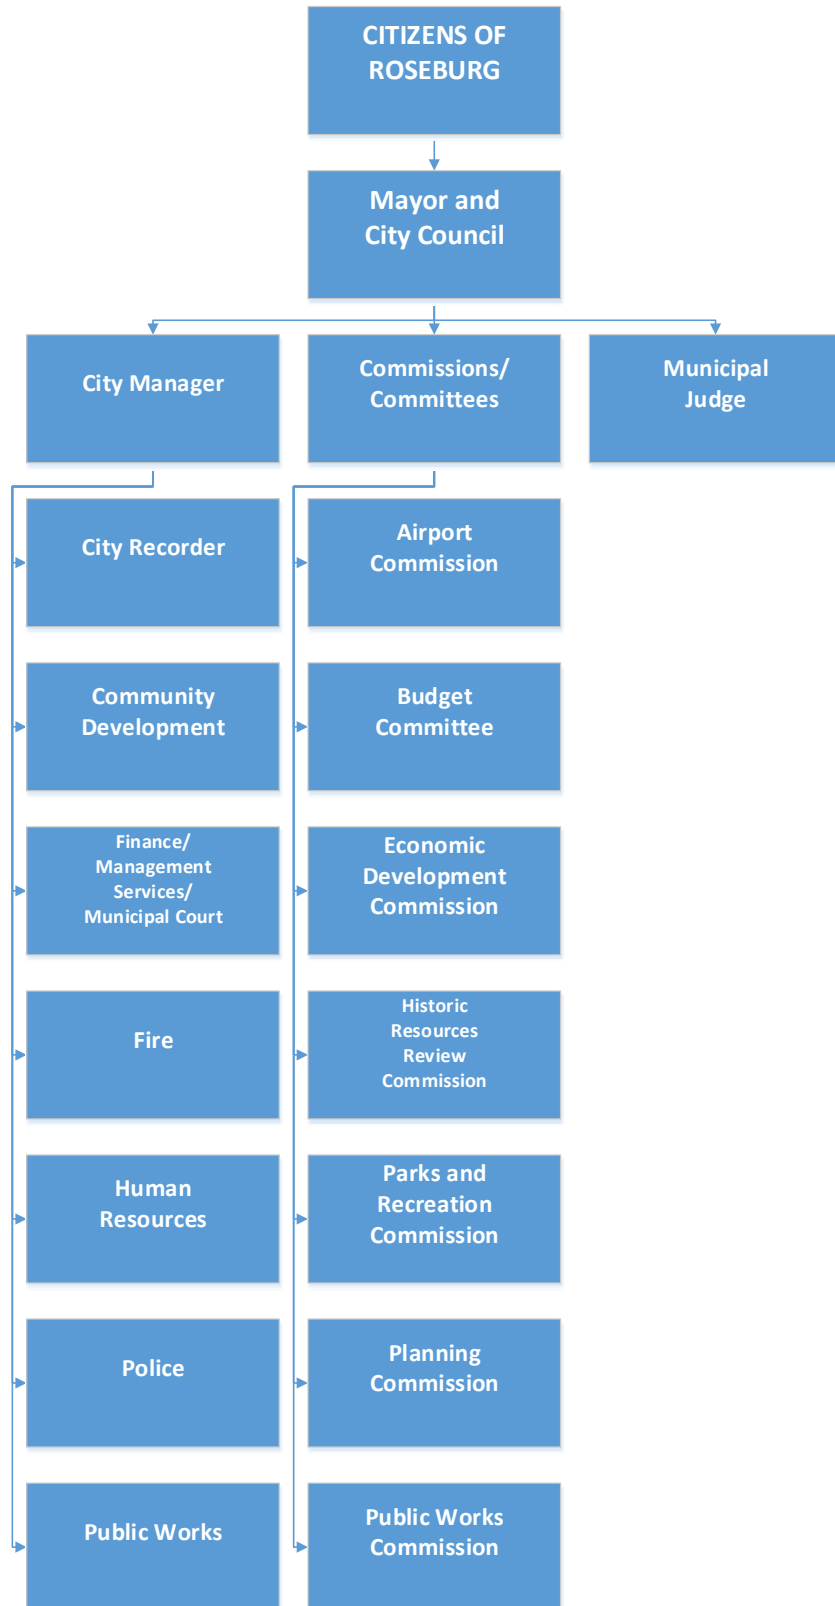 CITIZENS OF
ROSEBURG
Mayor and
City Council
City Manager
Commissions/
Committees
Municipal
Judge
City Recorder
Airport
Commission
Community
Development
Budget
Committee
Finance/
Management
Services/
Municipal Court
Economic
Development
Commission
Fire
Historic
Resources
Review
Commission
Human
Resources
Parks and
Recreation
Commission
Police
Planning
Commission
Public Works
Public Works
Commission